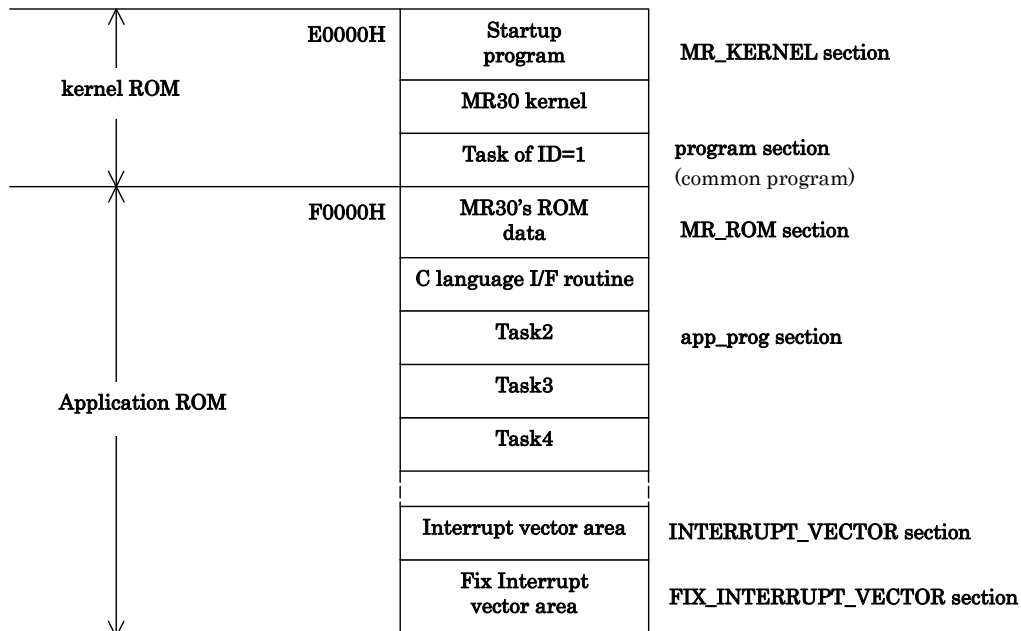 E0000H
Startup
program
MR_KERNEL section
kernel ROM
MR30 kernel
Task of ID=1
program section
(common program)
F0000H
MR30's ROM
data
MR_ROM section
C language I/F routine
Task2
app_prog section
Task3
Application ROM
Task4
Interrupt vector area
INTERRUPT_VECTOR section
Fix Interrupt
vector area
FIX_INTERRUPT_VECTOR section